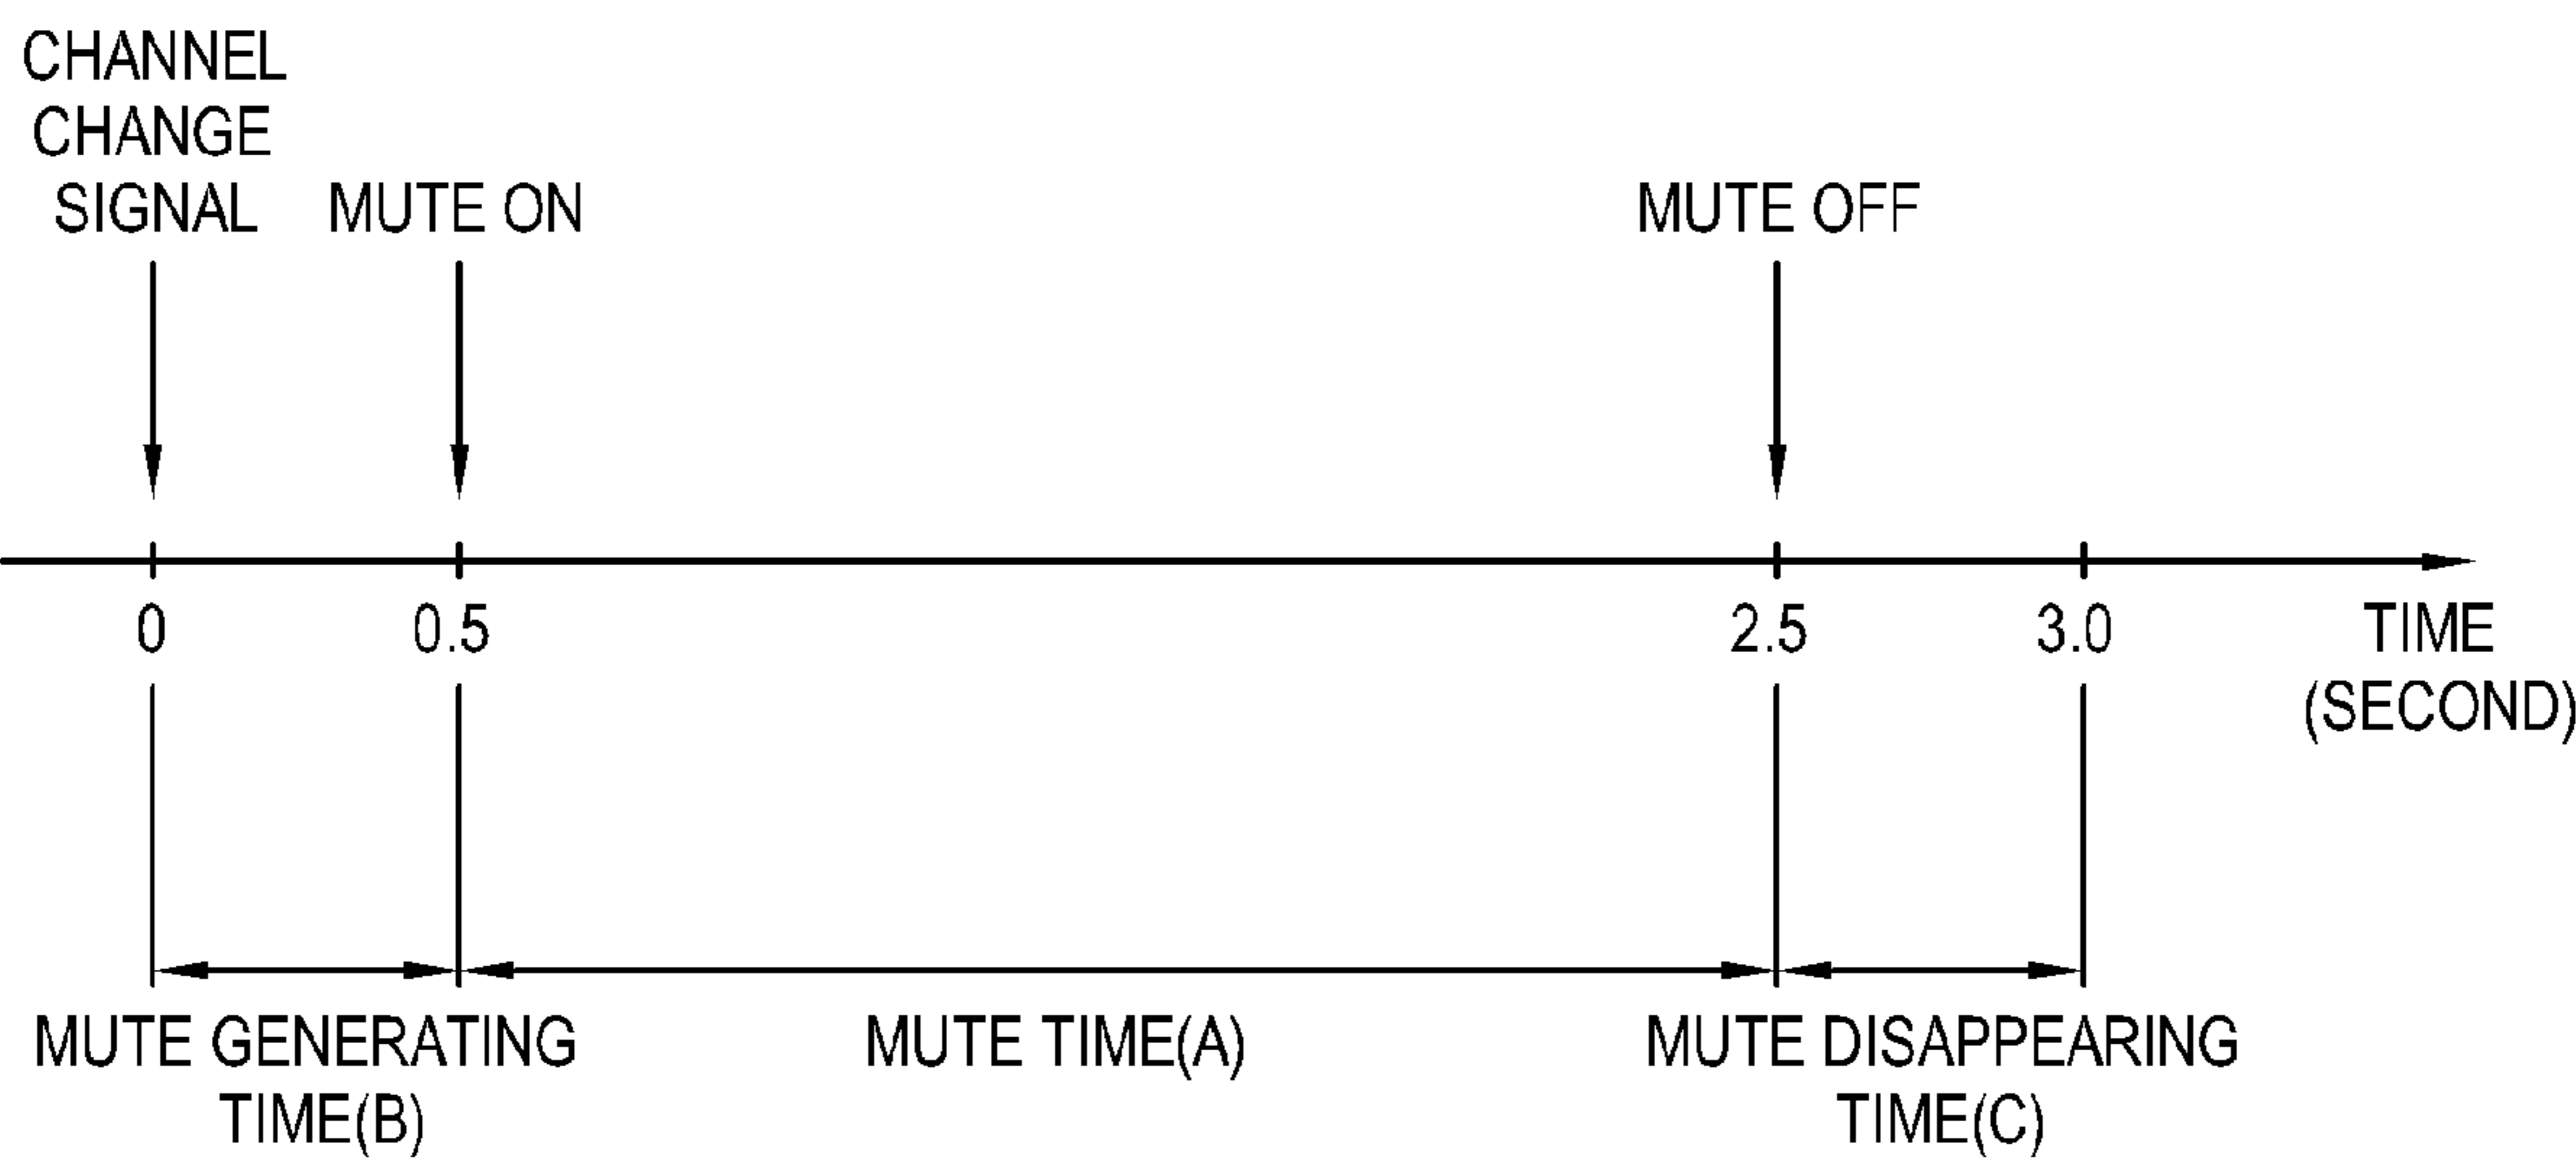 CHANNEL
CHANGE
SIGNAL
MUTE ON
MUTE OFF
0
0.5
2.5
3.0
TIME
(SECOND)
MUTE GENERATING
TIME(B)
MUTE TIME(A)
MUTE DISAPPEARING
TIME(C)